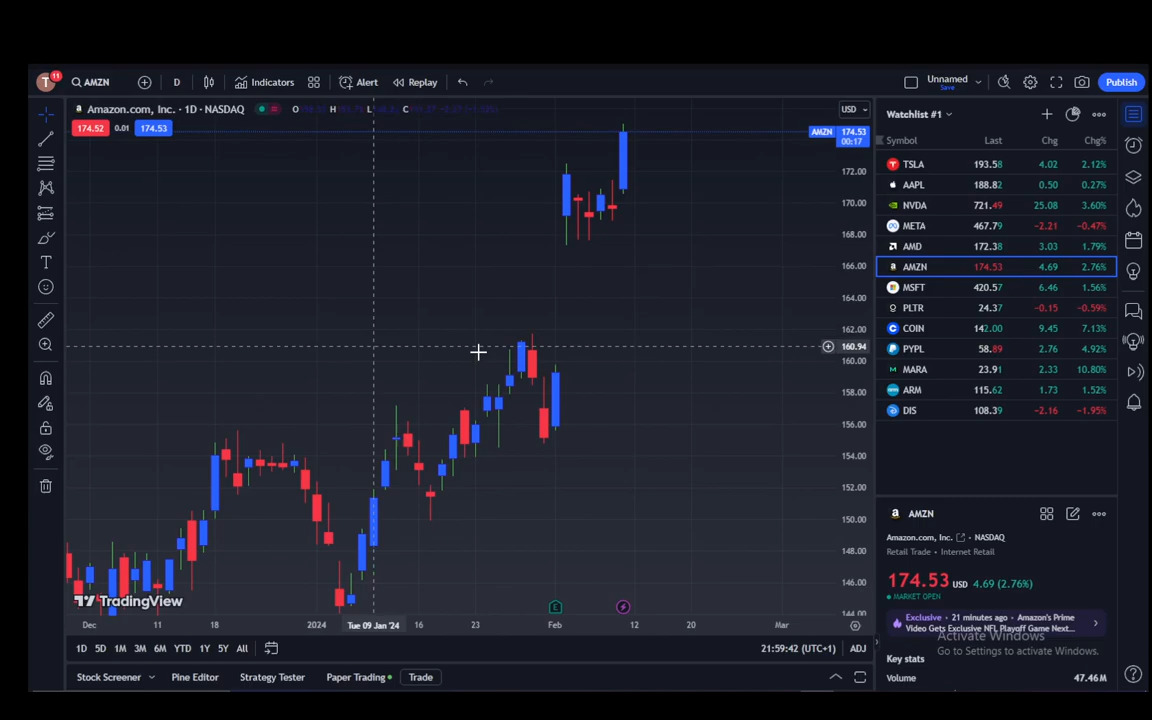 T 11 AMZN D Indicators Alert Replay Unnamed Save Publish
Amazon.com, Inc. · 1D · NASDAQ O H L C USD
174.52 0.01 174.53
AMZN 174.53
00:17
172.00
170.00
168.00
166.00
164.00
162.00
160.94
160.00
158.00
156.00
154.00
152.00
150.00
148.00
146.00
144.00
TradingView
E
Dec 11 18 2024 Tue 09 Jan '24 16 23 Feb 12 20 Mar
1D 5D 1M 3M 6M YTD 1Y 5Y All 21:59:42 (UTC+1) ADJ
Stock Screener Pine Editor Strategy Tester Paper Trading Trade
Watchlist #1
Symbol Last Chg Chg%
TSLA 193.58 4.02 2.12%
AAPL 188.82 0.50 0.27%
NVDA 721.49 25.08 3.60%
META 467.79 −2.21 −0.47%
AMD 172.38 3.03 1.79%
AMZN 174.53 4.69 2.76%
MSFT 420.57 6.46 1.56%
PLTR 24.37 −0.15 −0.59%
COIN 142.00 9.45 7.13%
PYPL 58.89 2.76 4.92%
MARA 23.91 2.33 10.80%
ARM 115.62 1.73 1.52%
DIS 108.39 −2.16 −1.95%
AMZN
Amazon.com, Inc. · NASDAQ
Retail Trade • Internet Retail
174.53 USD 4.69 (2.76%)
MARKET OPEN
Exclusive · 21 minutes ago · Amazon's Prime
Video Gets Exclusive NFL Playoff Game Next...
Activate Windows
Go to Settings to activate Windows.
Key stats
Volume 47.46M